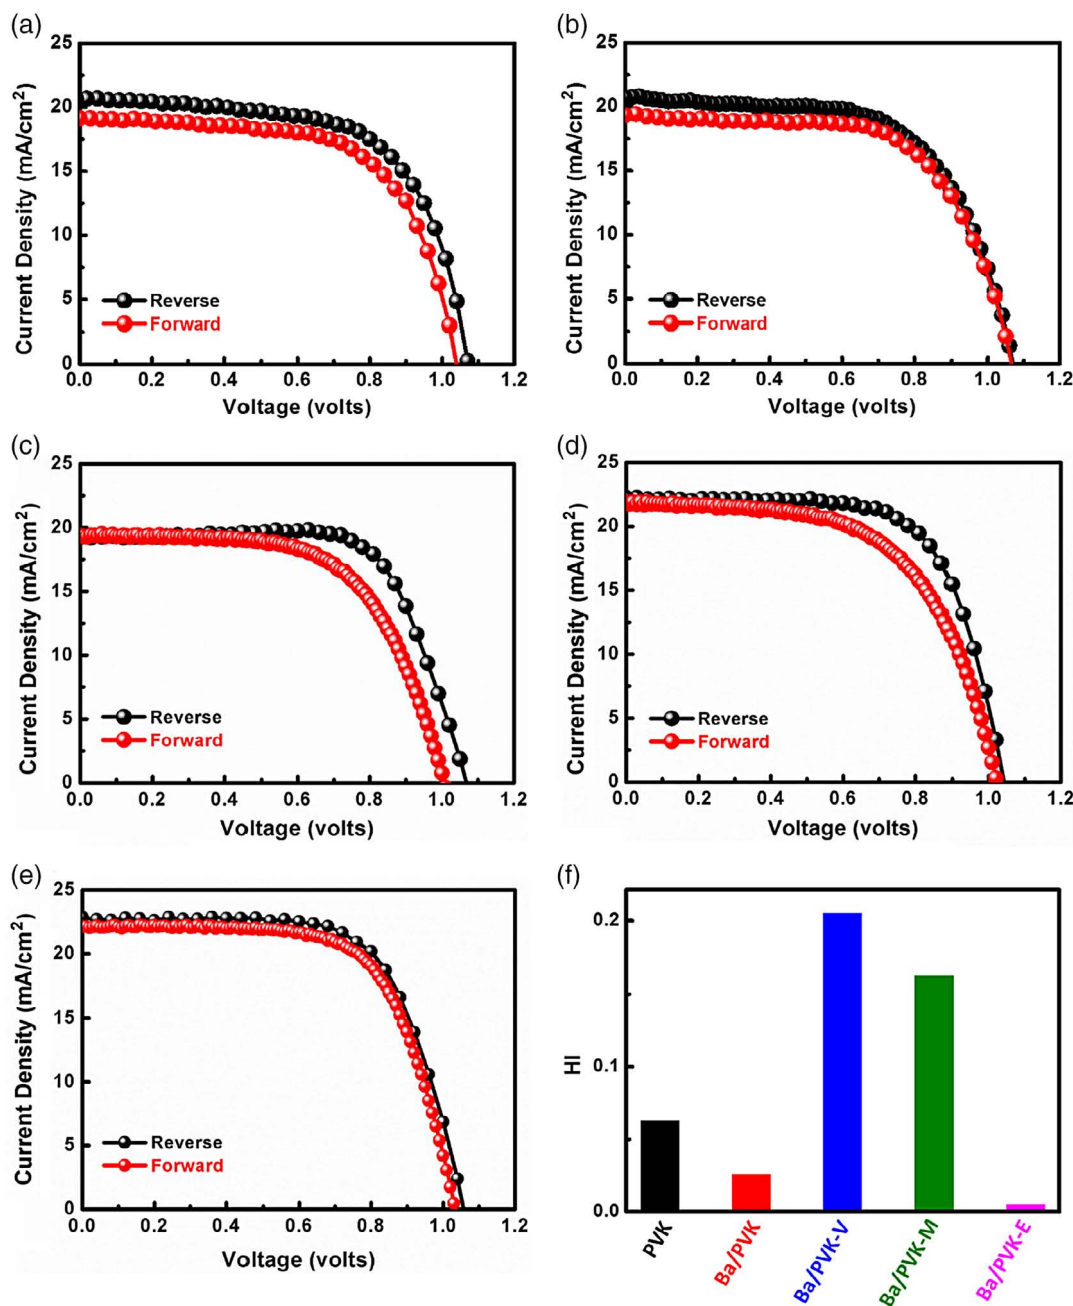 (a)
25
20
15
10
5
0
Current Density (mA/cm²)
Reverse
Forward
0.0 0.2 0.4 0.6 0.8 1.0 1.2
Voltage (volts)
(b)
25
20
15
10
5
0
Current Density (mA/cm²)
Reverse
Forward
0.0 0.2 0.4 0.6 0.8 1.0 1.2
Voltage (volts)
(c)
25
20
15
10
5
0
Current Density (mA/cm²)
Reverse
Forward
0.0 0.2 0.4 0.6 0.8 1.0 1.2
Voltage (volts)
(d)
25
20
15
10
5
0
Current Density (mA/cm²)
Reverse
Forward
0.0 0.2 0.4 0.6 0.8 1.0 1.2
Voltage (volts)
(e)
25
20
15
10
5
0
Current Density (mA/cm²)
Reverse
Forward
0.0 0.2 0.4 0.6 0.8 1.0 1.2
Voltage (volts)
(f)
0.2
0.1
0.0
HI
PVK
Ba/PVK
Ba/PVK-V
Ba/PVK-M
Ba/PVK-E